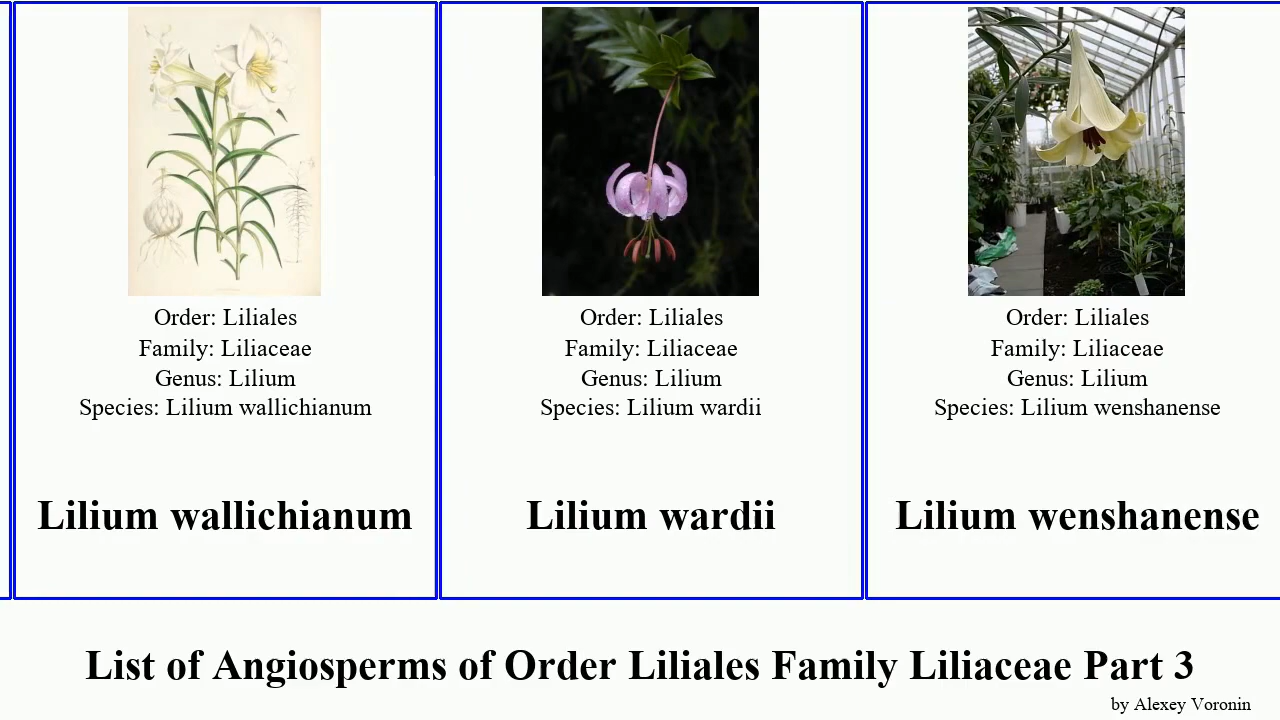 Order: Liliales
Family: Liliaceae
Genus: Lilium
Species: Lilium wallichianum
Lilium wallichianum
Order: Liliales
Family: Liliaceae
Genus: Lilium
Species: Lilium wardii
Lilium wardii
Order: Liliales
Family: Liliaceae
Genus: Lilium
Species: Lilium wenshanense
Lilium wenshanense
List of Angiosperms of Order Liliales Family Liliaceae Part 3
by Alexey Voronin